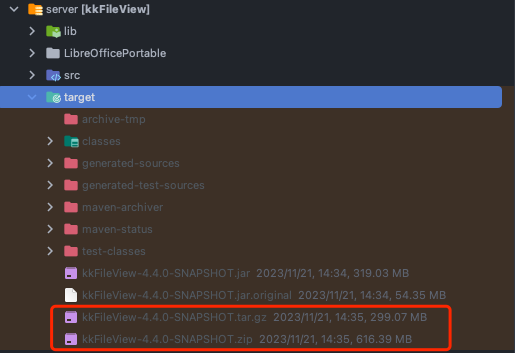 server [kkFileView]
lib
LibreOfficePortable
src
target
archive-tmp
classes
generated-sources
generated-test-sources
maven-archiver
maven-status
test-classes
kkFileView-4.4.0-SNAPSHOT.jar 2023/11/21, 14:34, 319.03 MB
kkFileView-4.4.0-SNAPSHOT.jar.original 2023/11/21, 14:34, 54.35 MB
kkFileView-4.4.0-SNAPSHOT.tar.gz 2023/11/21, 14:35, 299.07 MB
kkFileView-4.4.0-SNAPSHOT.zip 2023/11/21, 14:35, 616.39 MB